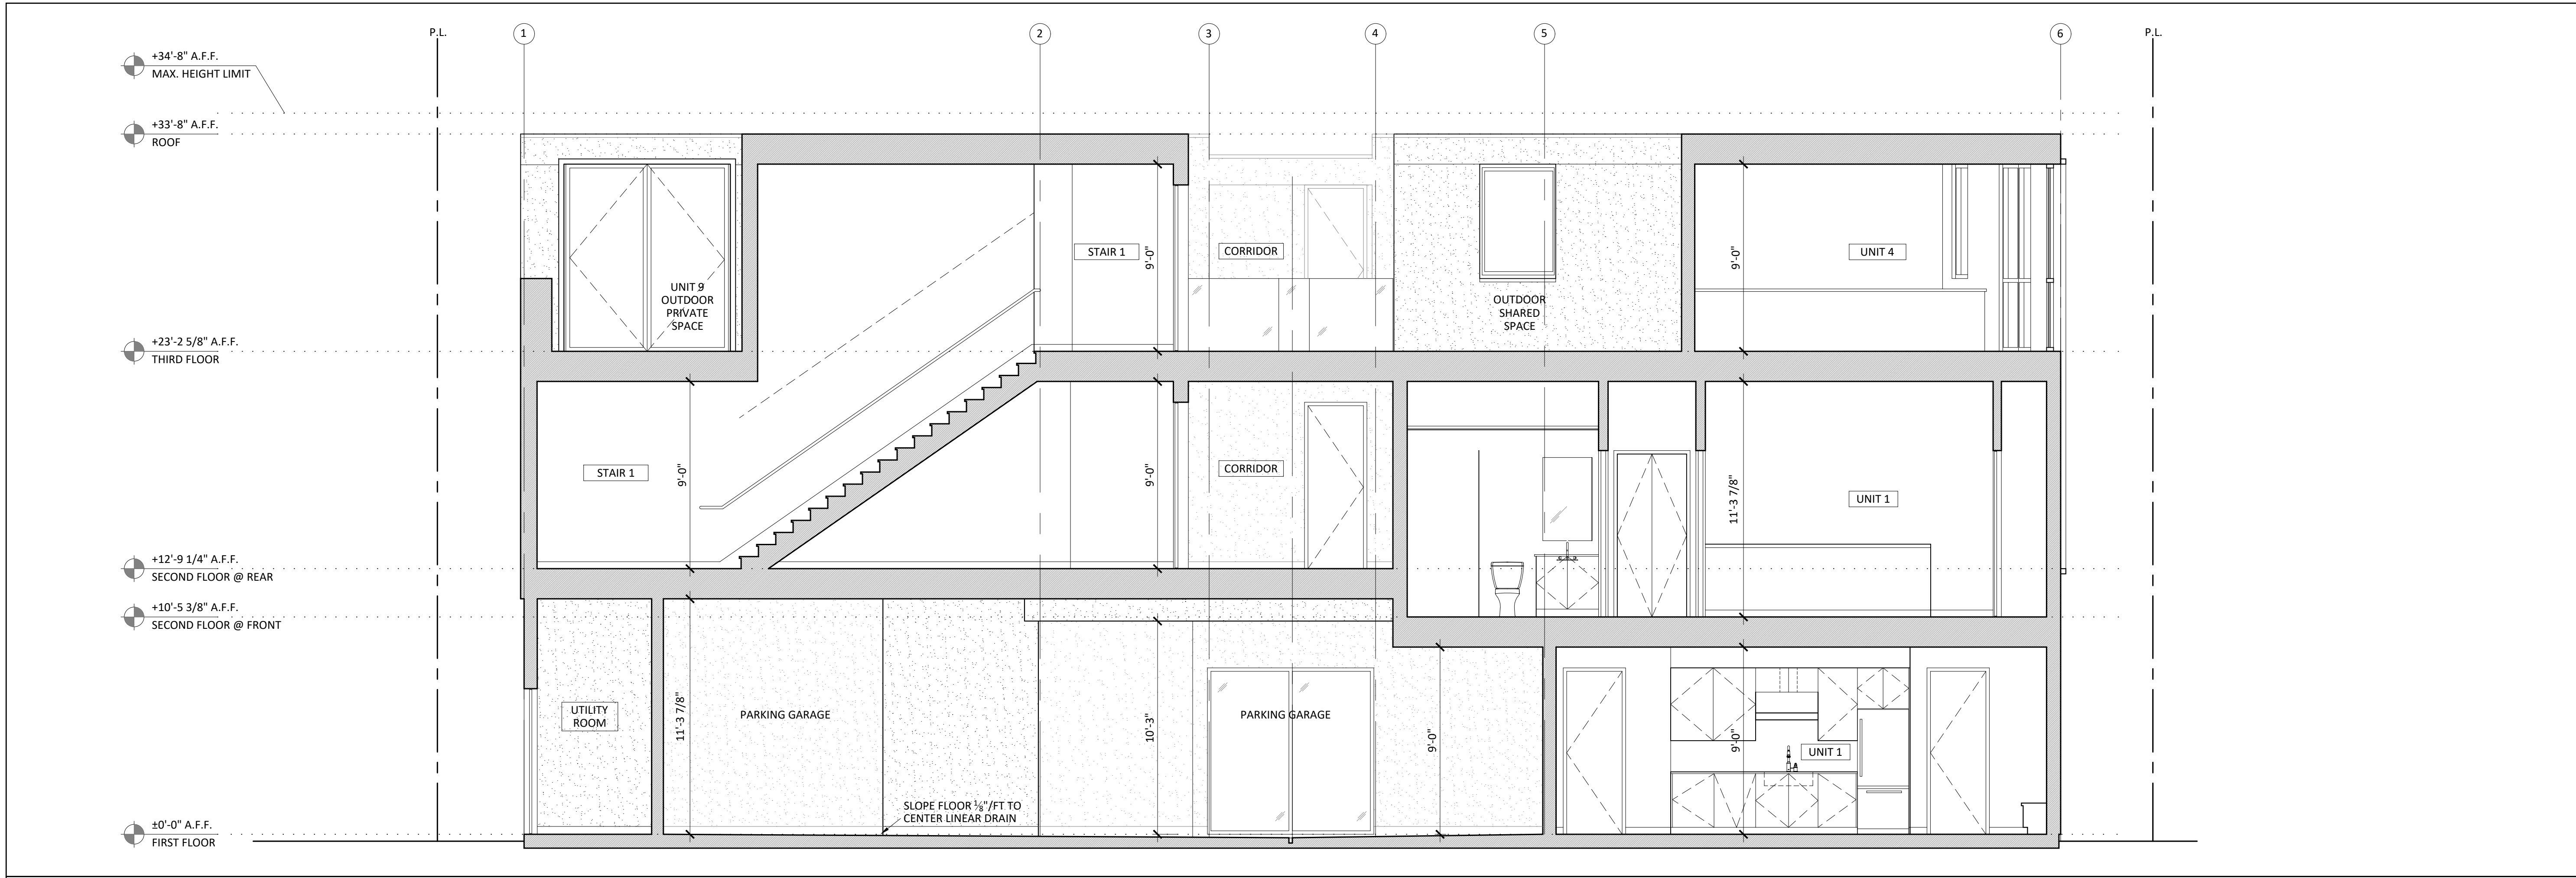 P.L.
1
2
3
4
5
6
P.L.
+34'-8" A.F.F.
MAX. HEIGHT LIMIT
+33'-8" A.F.F.
ROOF
STAIR 1
9'-0"
CORRIDOR
9'-0"
UNIT 4
UNIT 9
OUTDOOR
PRIVATE
SPACE
OUTDOOR
SHARED
SPACE
+23'-2 5/8" A.F.F.
THIRD FLOOR
STAIR 1
9'-0"
9'-0"
CORRIDOR
11'-3 7/8"
UNIT 1
+12'-9 1/4" A.F.F.
SECOND FLOOR @ REAR
+10'-5 3/8" A.F.F.
SECOND FLOOR @ FRONT
UTILITY
ROOM
11'-3 7/8"
PARKING GARAGE
10'-3"
PARKING GARAGE
9'-0"
9'-0"
UNIT 1
SLOPE FLOOR ⅛"/FT TO
CENTER LINEAR DRAIN
±0'-0" A.F.F.
FIRST FLOOR